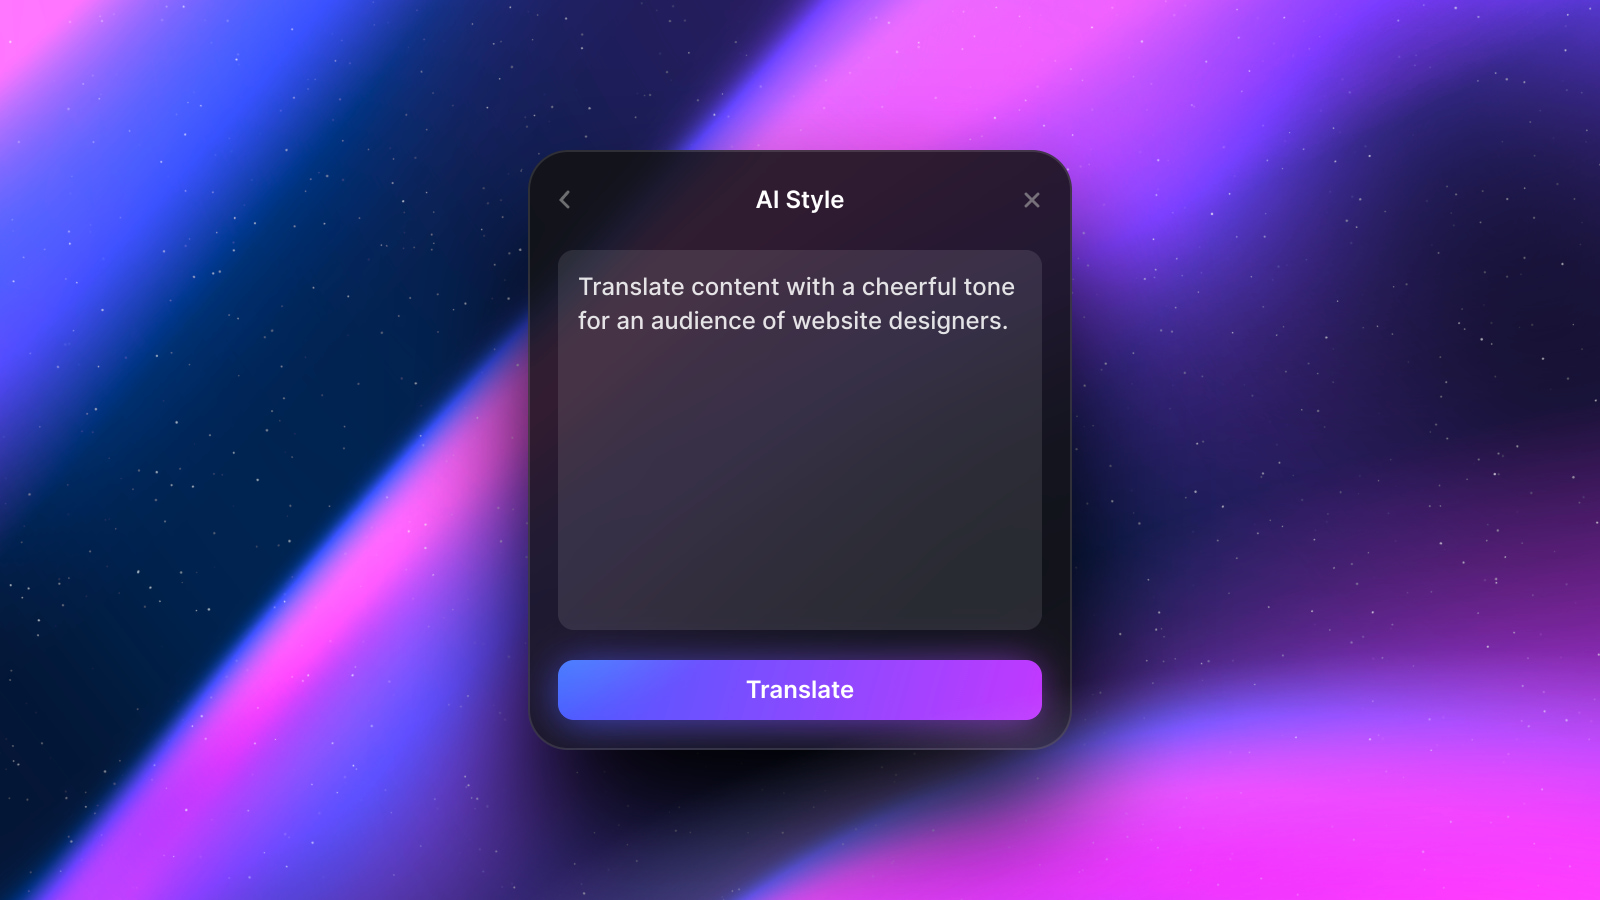 AI Style
Translate content with a cheerful tone
for an audience of website designers.
Translate